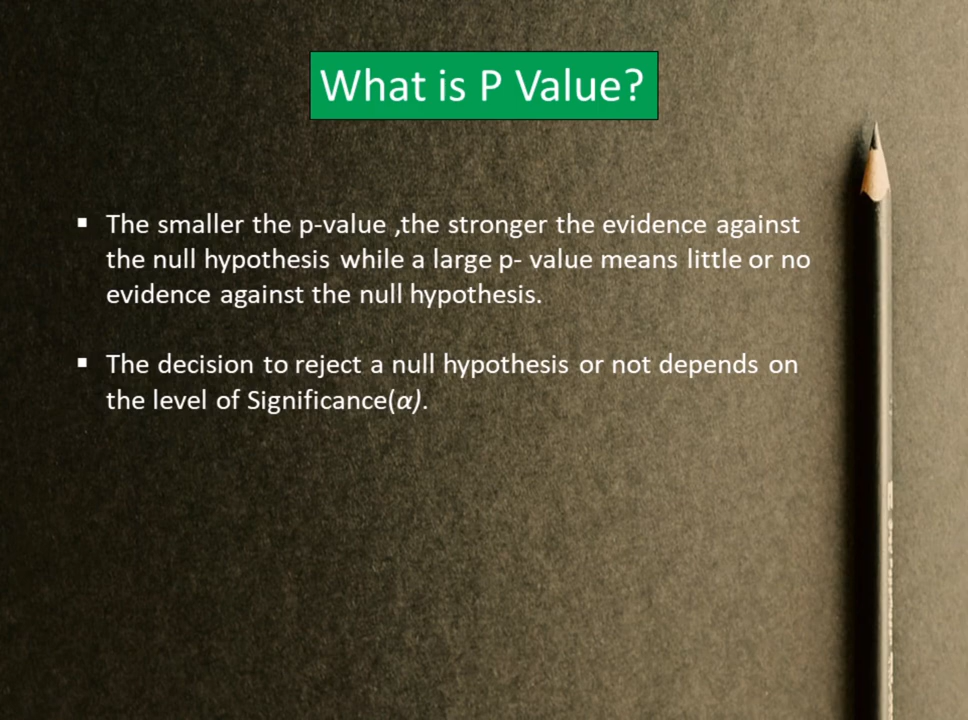 What is P Value?
▪ The smaller the p-value ,the stronger the evidence against
the null hypothesis while a large p- value means little or no
evidence against the null hypothesis.
▪ The decision to reject a null hypothesis or not depends on
the level of Significance(α).